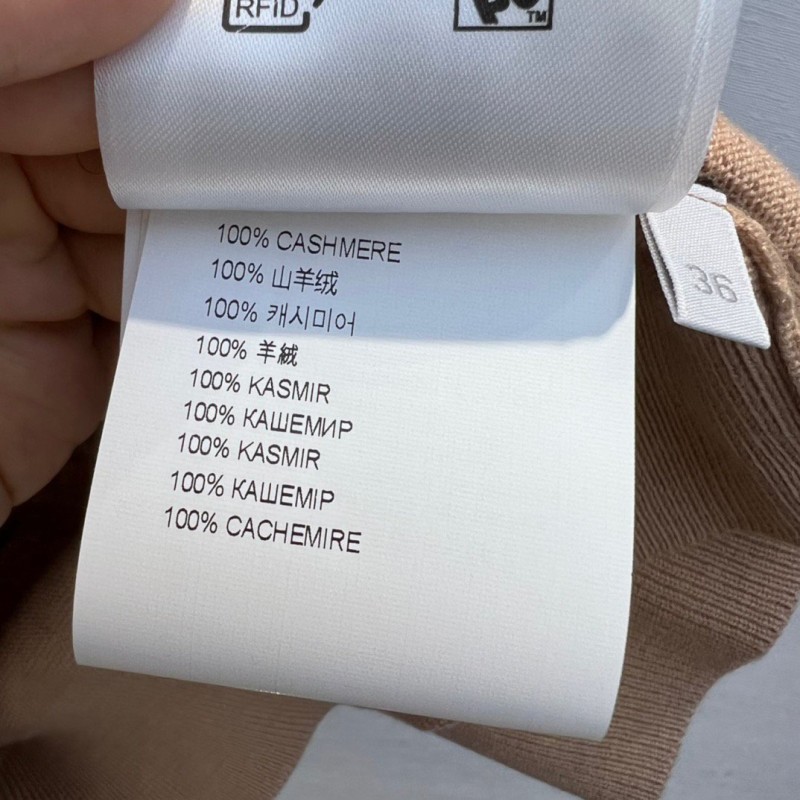 RFID
TM
100% CASHMERE
100% 山羊绒
100% 캐시미어
100% 羊絨
100% KASMIR
100% КАШЕМИР
100% KASMIR
100% КАШЕМІР
100% CACHEMIRE
36